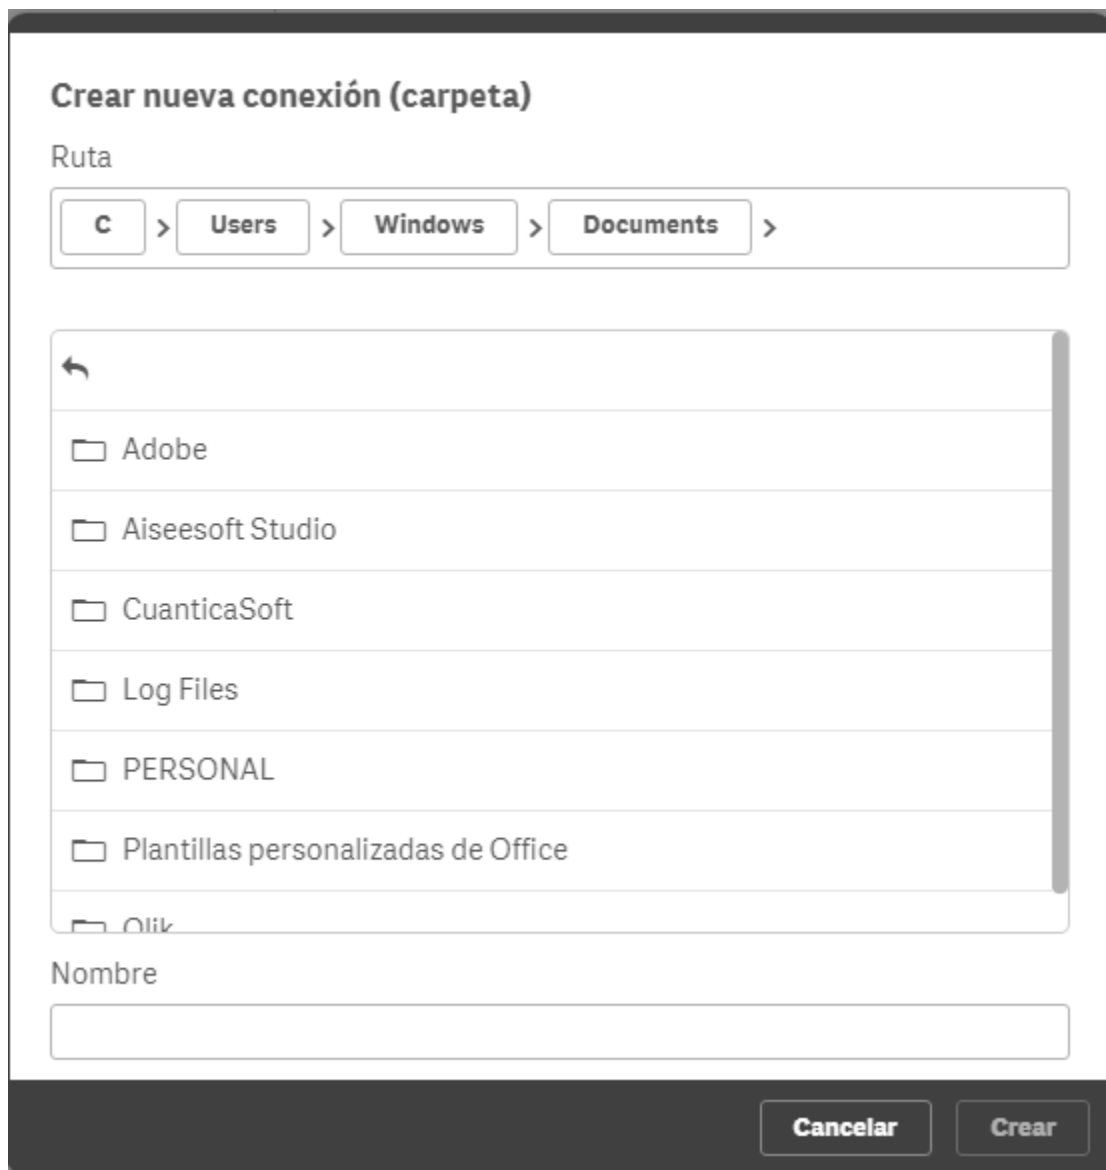 Crear nueva conexión (carpeta)
Ruta
C > Users > Windows > Documents >
Adobe
Aiseesoft Studio
CuanticaSoft
Log Files
PERSONAL
Plantillas personalizadas de Office
Qlik
Nombre
Cancelar Crear